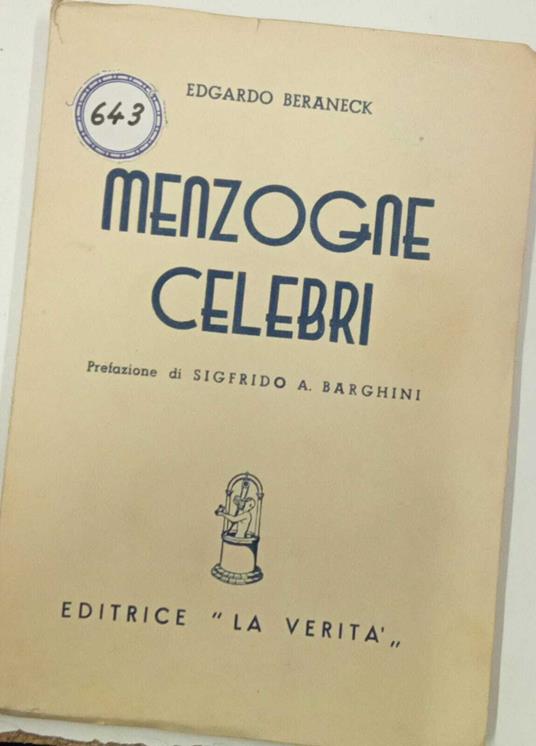 EDGARDO BERANECK
643
MENZOGNE
CELEBRI
Prefazione di SIGFRIDO A. BARGHINI
EDITRICE "LA VERITA'„